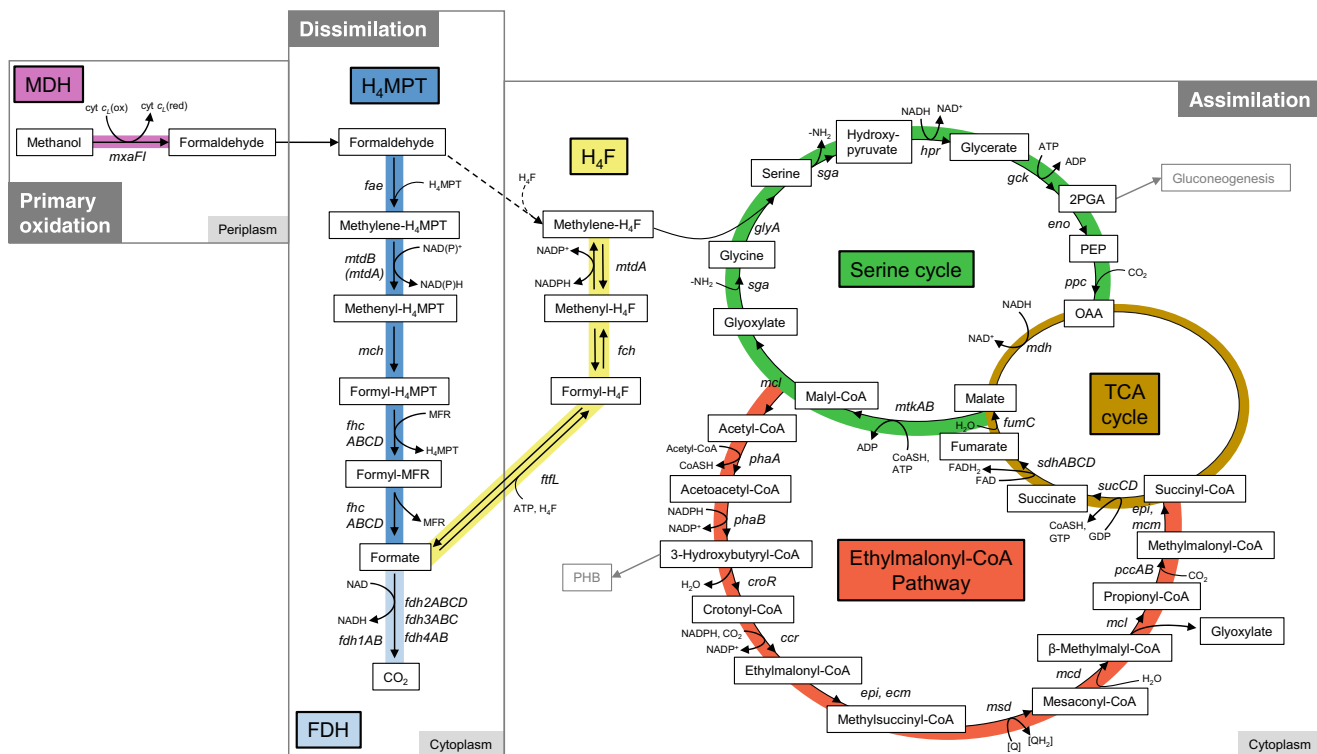 Dissimilation
MDH
cyt cL(ox)
cyt cL(red)
Methanol
mxaFI
Formaldehyde
Primary
oxidation
Periplasm
H4MPT
Formaldehyde
fae
H4MPT
Methylene-H4MPT
mtdB
(mtdA)
NAD(P)+
NAD(P)H
Methenyl-H4MPT
mch
Formyl-H4MPT
fhc
ABCD
MFR
H4MPT
Formyl-MFR
fhc
ABCD
MFR
Formate
NAD
NADH
fdh1AB
fdh2ABCD
fdh3ABC
fdh4AB
CO2
FDH
Cytoplasm
H4F
H4F
Methylene-H4F
NADP+
NADPH
mtdA
Methenyl-H4F
fch
Formyl-H4F
ftfL
ATP, H4F
Assimilation
Serine cycle
glyA
Serine
-NH2
sga
Hydroxy-
pyruvate
NADH
NAD+
hpr
Glycerate
ATP
ADP
gck
2PGA
Gluconeogenesis
eno
PEP
ppc
CO2
OAA
Glycine
-NH2
sga
Glyoxylate
mcl
Malyl-CoA
mtkAB
ADP
CoASH,
ATP
TCA
cycle
NADH
NAD+
mdh
Malate
H2O
fumC
Fumarate
FADH2
FAD
sdhABCD
Succinate
sucCD
CoASH,
GTP
GDP
Succinyl-CoA
epi,
mcm
Ethylmalonyl-CoA
Pathway
Acetyl-CoA
Acetyl-CoA
CoASH
phaA
Acetoacetyl-CoA
NADPH
NADP+
phaB
3-Hydroxybutyryl-CoA
PHB
H2O
croR
Crotonyl-CoA
NADPH, CO2
NADP+
ccr
Ethylmalonyl-CoA
epi, ecm
Methylsuccinyl-CoA
msd
[Q]
[QH2]
Mesaconyl-CoA
mcd
H2O
β-Methylmalyl-CoA
mcl
Glyoxylate
Propionyl-CoA
pccAB
CO2
Methylmalonyl-CoA
Cytoplasm